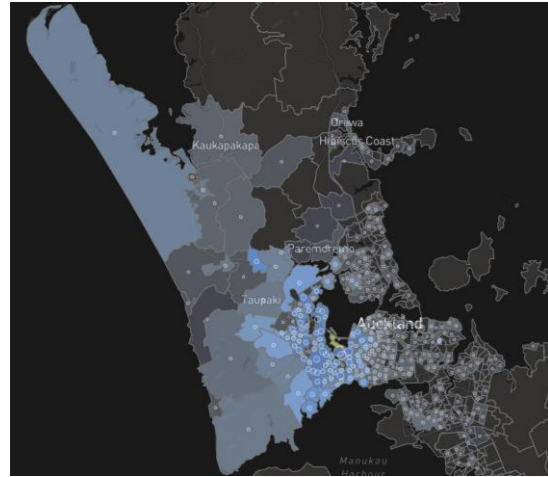 Orewa
Hibiscus Coast
Kaukapakapa
Paremoremo
Taupaki
Auckland
Manukau
Harbour